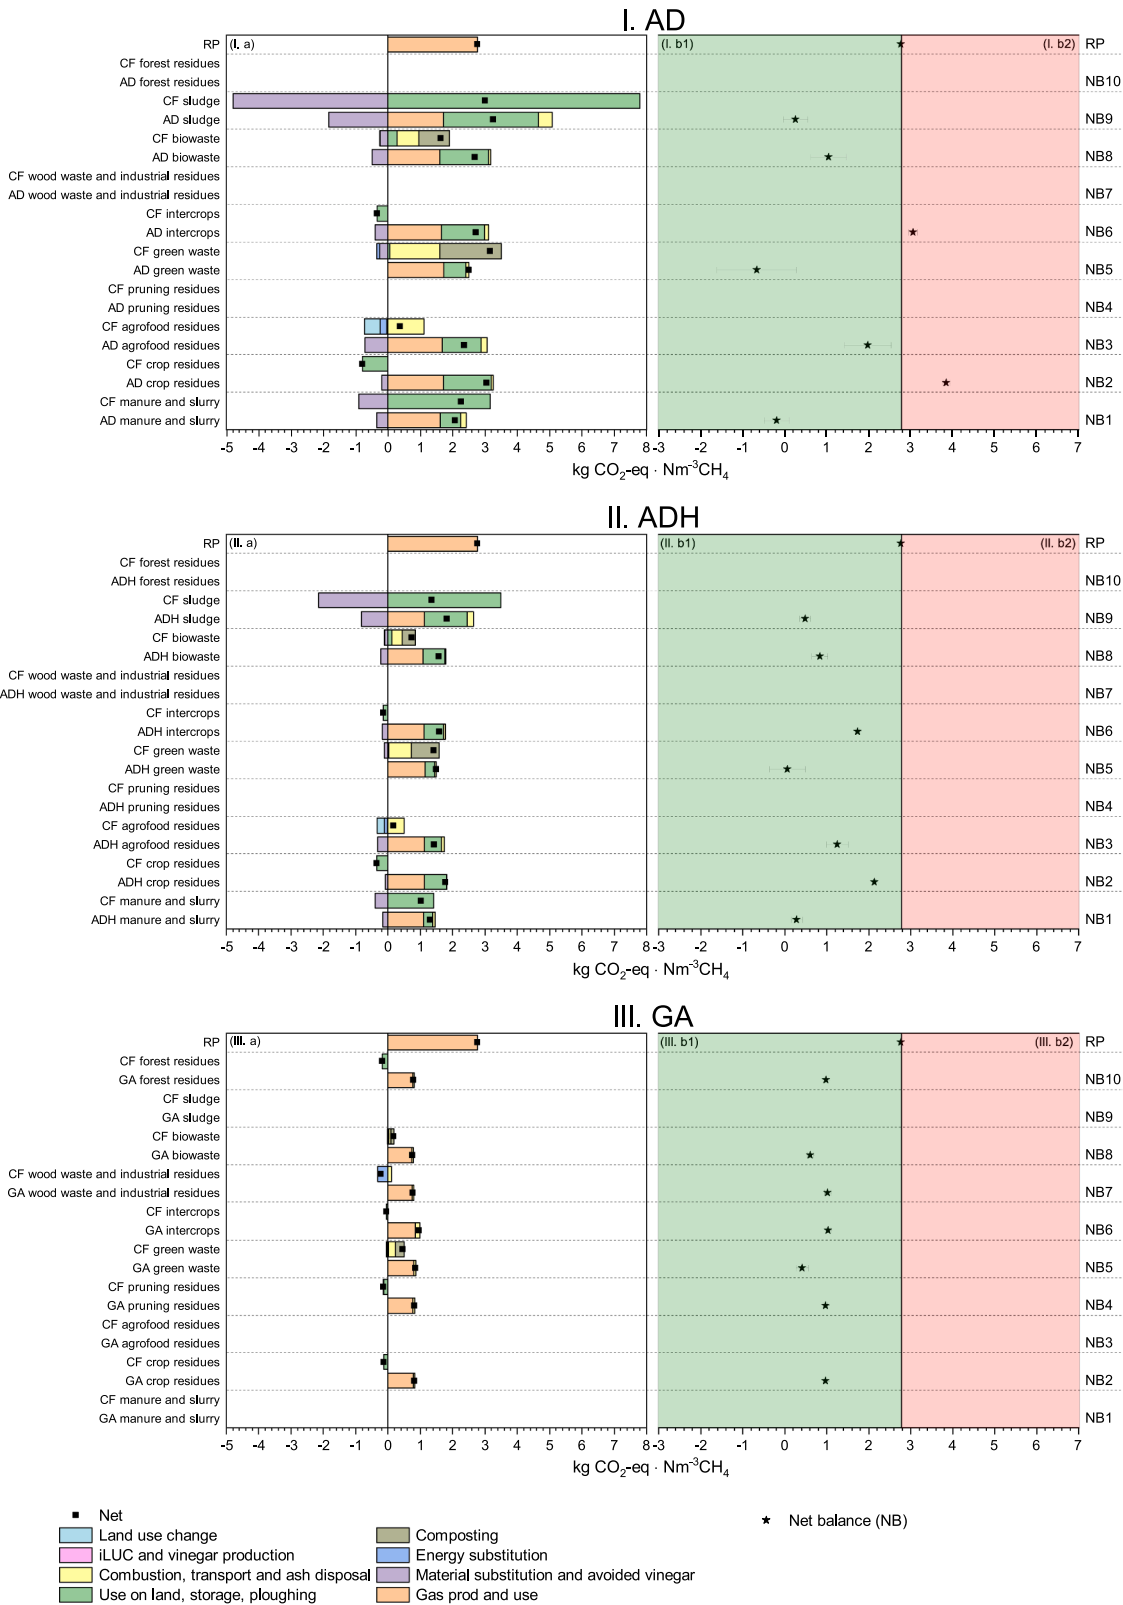 I. AD
(I. a)
(I. b1)
(I. b2)
RP
RP
CF forest residues
AD forest residues
NB10
CF sludge
AD sludge
NB9
CF biowaste
AD biowaste
NB8
CF wood waste and industrial residues
AD wood waste and industrial residues
NB7
CF intercrops
AD intercrops
NB6
CF green waste
AD green waste
NB5
CF pruning residues
AD pruning residues
NB4
CF agrofood residues
AD agrofood residues
NB3
CF crop residues
AD crop residues
NB2
CF manure and slurry
AD manure and slurry
NB1
-5 -4 -3 -2 -1 0 1 2 3 4 5 6 7 8
-3 -2 -1 0 1 2 3 4 5 6 7
kg CO₂-eq · Nm⁻³CH₄
II. ADH
(II. a)
(II. b1)
(II. b2)
RP
RP
CF forest residues
ADH forest residues
NB10
CF sludge
ADH sludge
NB9
CF biowaste
ADH biowaste
NB8
CF wood waste and industrial residues
ADH wood waste and industrial residues
NB7
CF intercrops
ADH intercrops
NB6
CF green waste
ADH green waste
NB5
CF pruning residues
ADH pruning residues
NB4
CF agrofood residues
ADH agrofood residues
NB3
CF crop residues
ADH crop residues
NB2
CF manure and slurry
ADH manure and slurry
NB1
-5 -4 -3 -2 -1 0 1 2 3 4 5 6 7 8
-3 -2 -1 0 1 2 3 4 5 6 7
kg CO₂-eq · Nm⁻³CH₄
III. GA
(III. a)
(III. b1)
(III. b2)
RP
RP
CF forest residues
GA forest residues
NB10
CF sludge
GA sludge
NB9
CF biowaste
GA biowaste
NB8
CF wood waste and industrial residues
GA wood waste and industrial residues
NB7
CF intercrops
GA intercrops
NB6
CF green waste
GA green waste
NB5
CF pruning residues
GA pruning residues
NB4
CF agrofood residues
GA agrofood residues
NB3
CF crop residues
GA crop residues
NB2
CF manure and slurry
GA manure and slurry
NB1
-5 -4 -3 -2 -1 0 1 2 3 4 5 6 7 8
-3 -2 -1 0 1 2 3 4 5 6 7
kg CO₂-eq · Nm⁻³CH₄
Net
Land use change
iLUC and vinegar production
Combustion, transport and ash disposal
Use on land, storage, ploughing
Composting
Energy substitution
Material substitution and avoided vinegar
Gas prod and use
Net balance (NB)